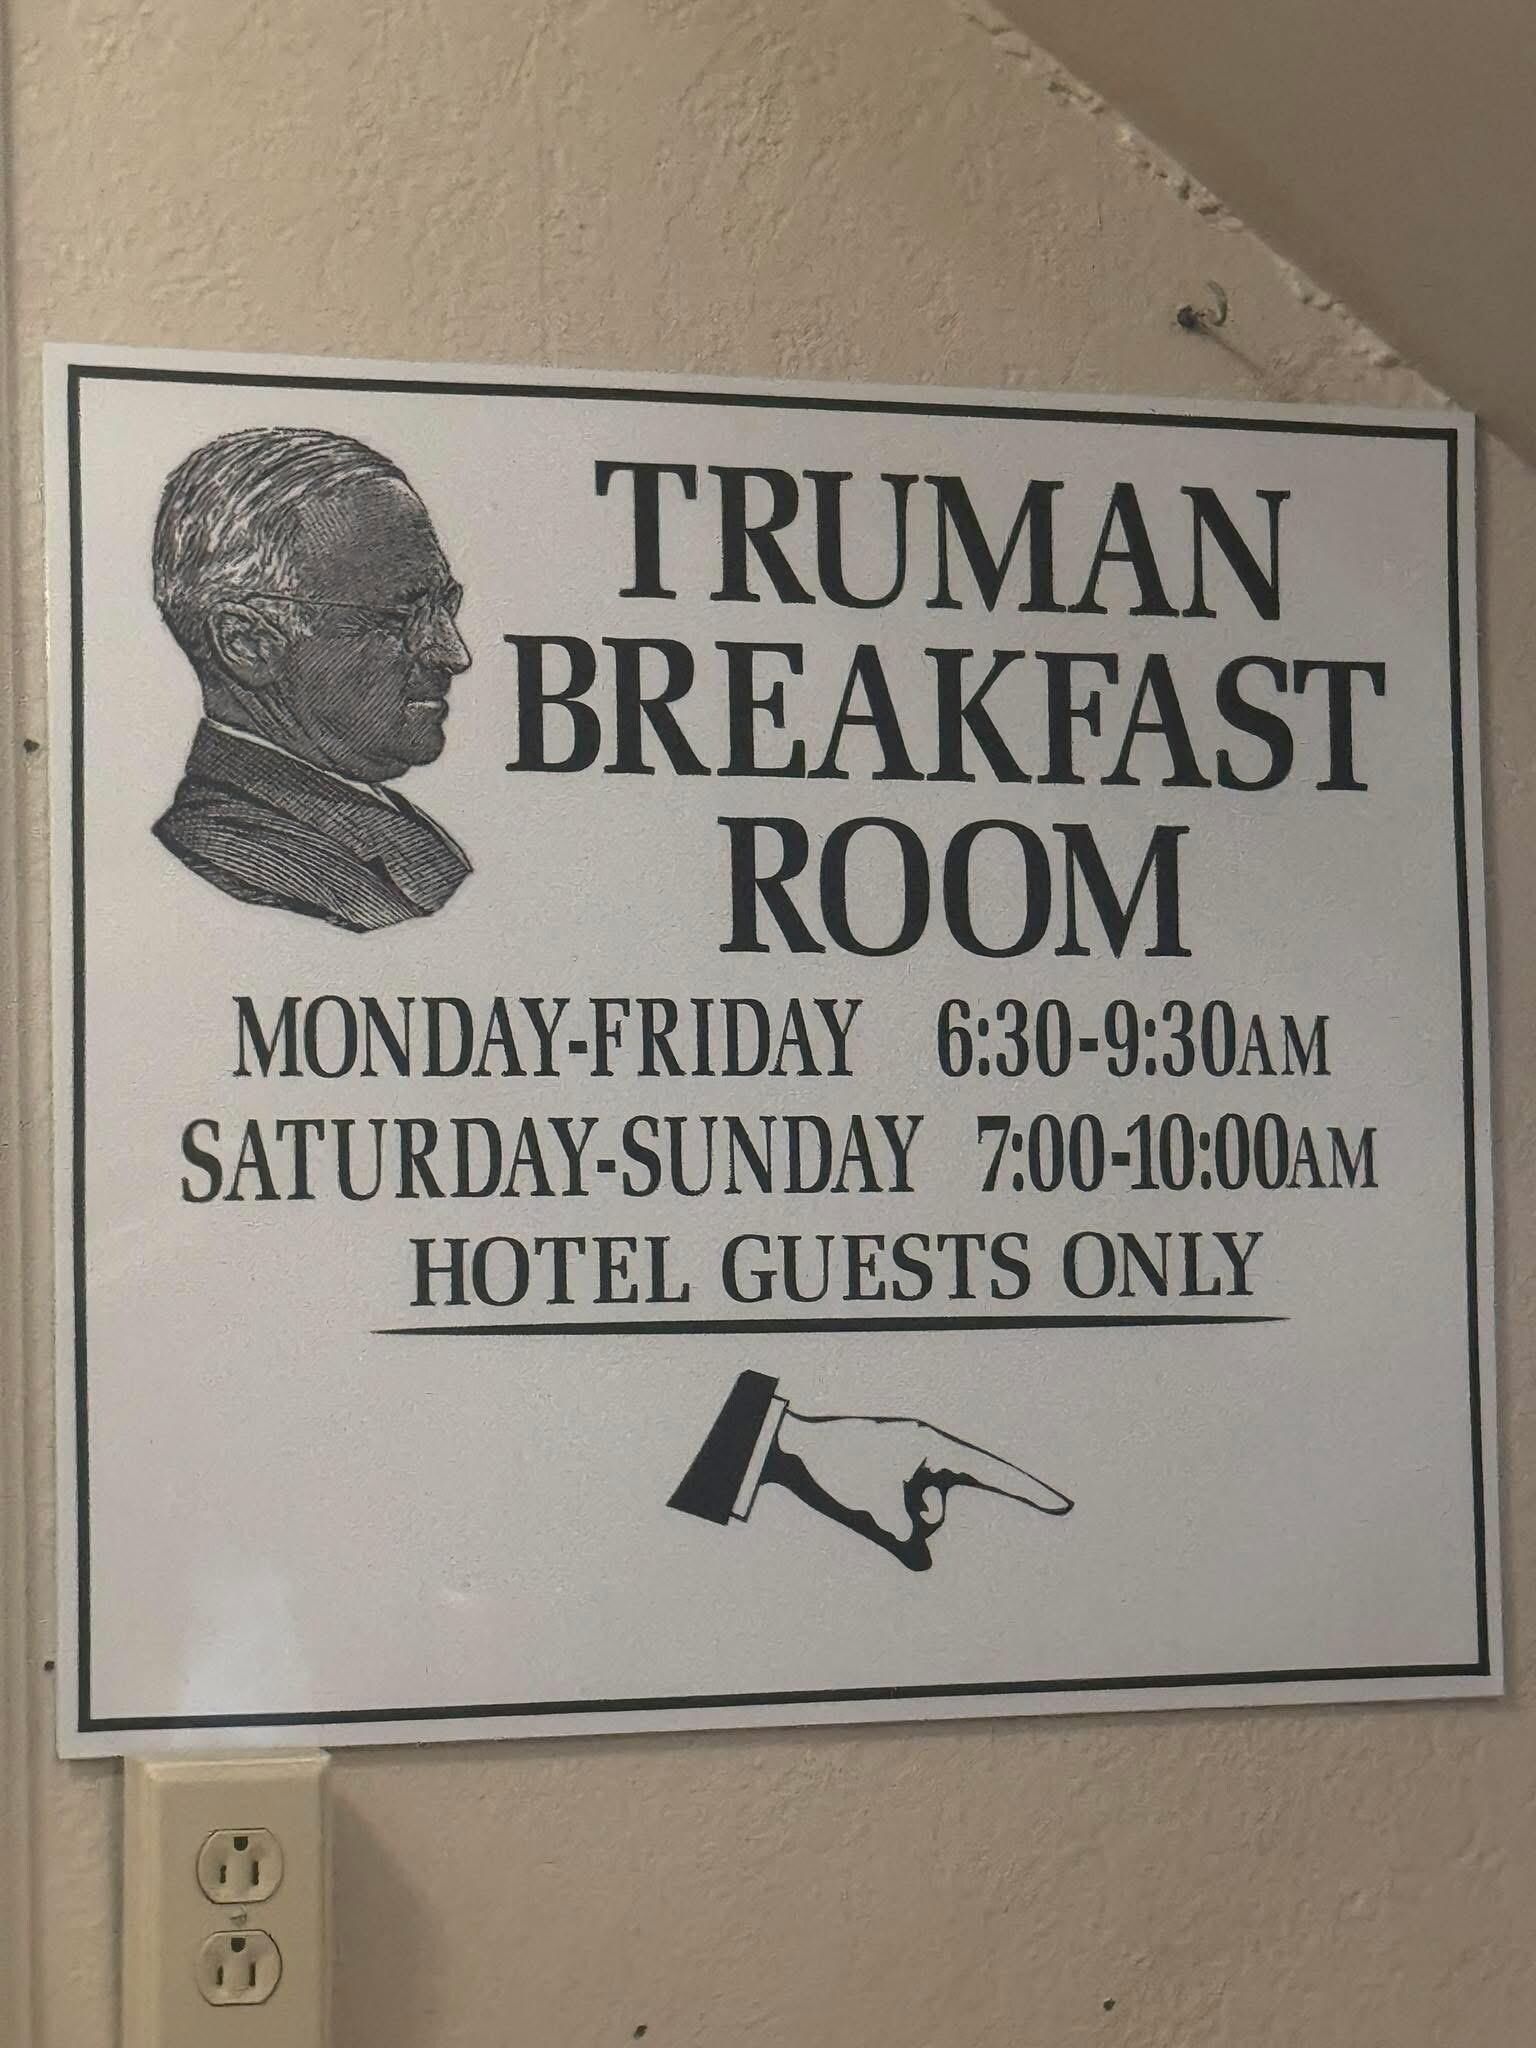 TRUMAN
BREAKFAST
ROOM
MONDAY-FRIDAY 6:30-9:30AM
SATURDAY-SUNDAY 7:00-10:00AM
HOTEL GUESTS ONLY